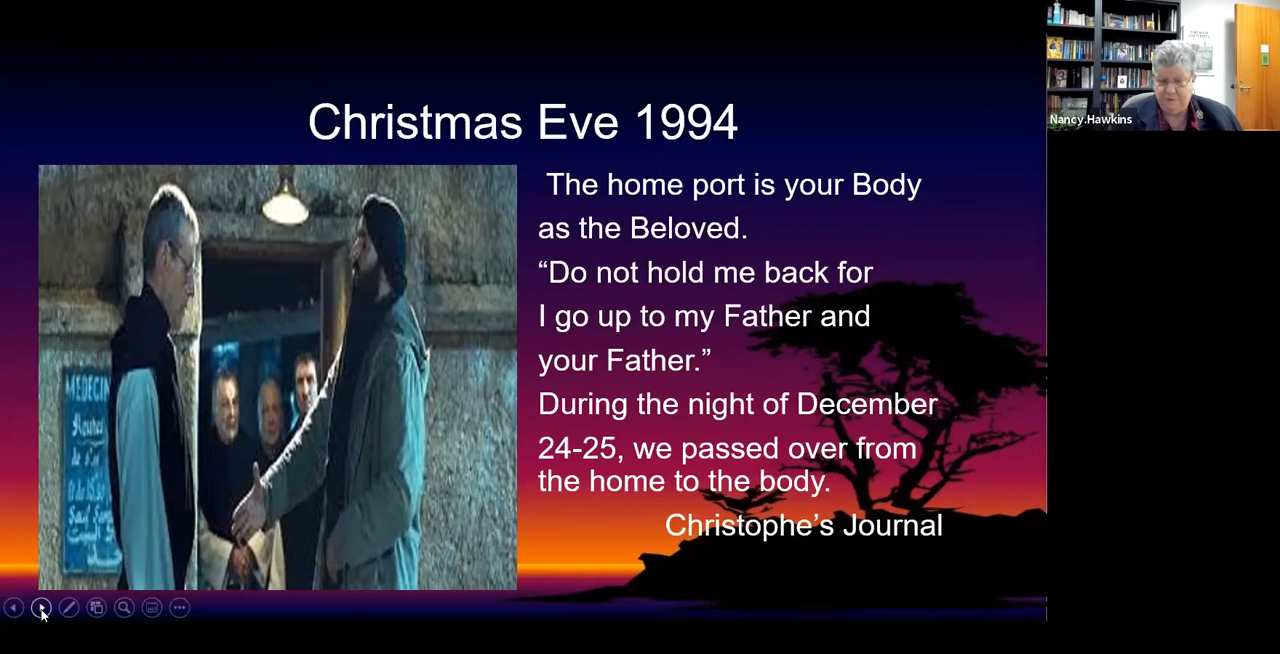 Christmas Eve 1994
The home port is your Body
as the Beloved.
“Do not hold me back for
I go up to my Father and
your Father.”
During the night of December
24-25, we passed over from
the home to the body.
Christophe’s Journal
MEDECIN
Nancy.Hawkins